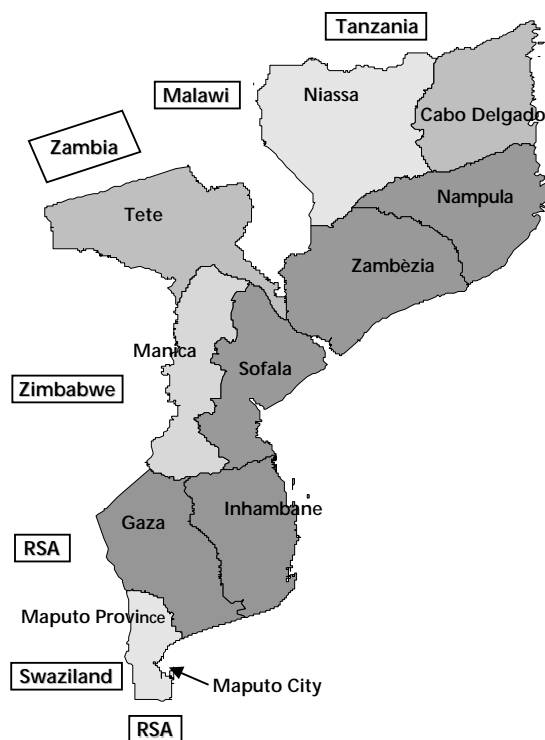 Tanzania
Malawi
Niassa
Cabo Delgado
Zambia
Nampula
Tete
Zambèzia
Manica
Sofala
Zimbabwe
Gaza
Inhambane
RSA
Maputo Province
Swaziland
Maputo City
RSA